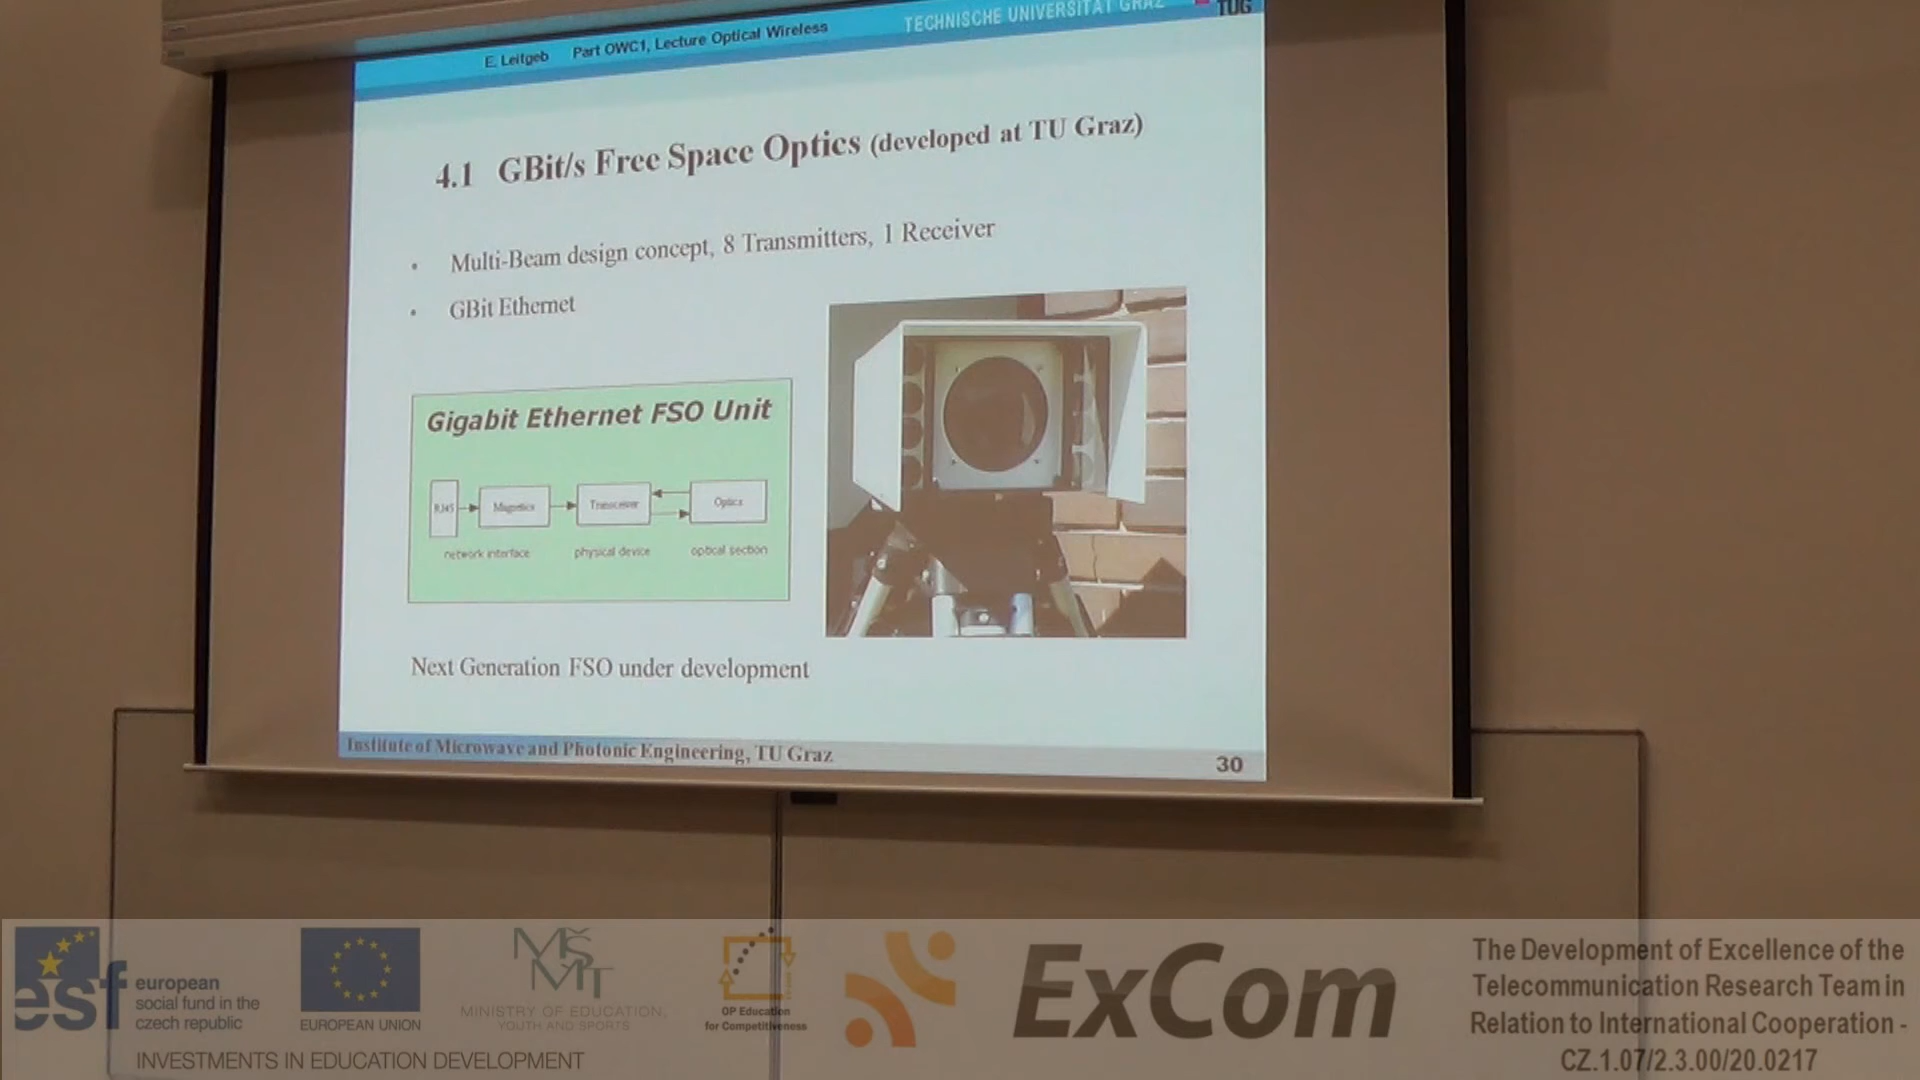 E. Leitgeb Part OWC1, Lecture Optical Wireless
TECHNISCHE UNIVERSITÄT GRAZ
TUG
4.1 GBit/s Free Space Optics (developed at TU Graz)
• Multi-Beam design concept, 8 Transmitters, 1 Receiver
• GBit Ethernet
Gigabit Ethernet FSO Unit
RJ45
Magnetics
Transceiver
Optics
network interface
physical device
optical section
Next Generation FSO under development
Institute of Microwave and Photonic Engineering, TU Graz
30
esf
european
social fund in the
czech republic
EUROPEAN UNION
MŠMT
MINISTRY OF EDUCATION,
YOUTH AND SPORTS
OP Education
for Competitiveness
INVESTMENTS IN EDUCATION DEVELOPMENT
ExCom
The Development of Excellence of the
Telecommunication Research Team in
Relation to International Cooperation -
CZ.1.07/2.3.00/20.0217